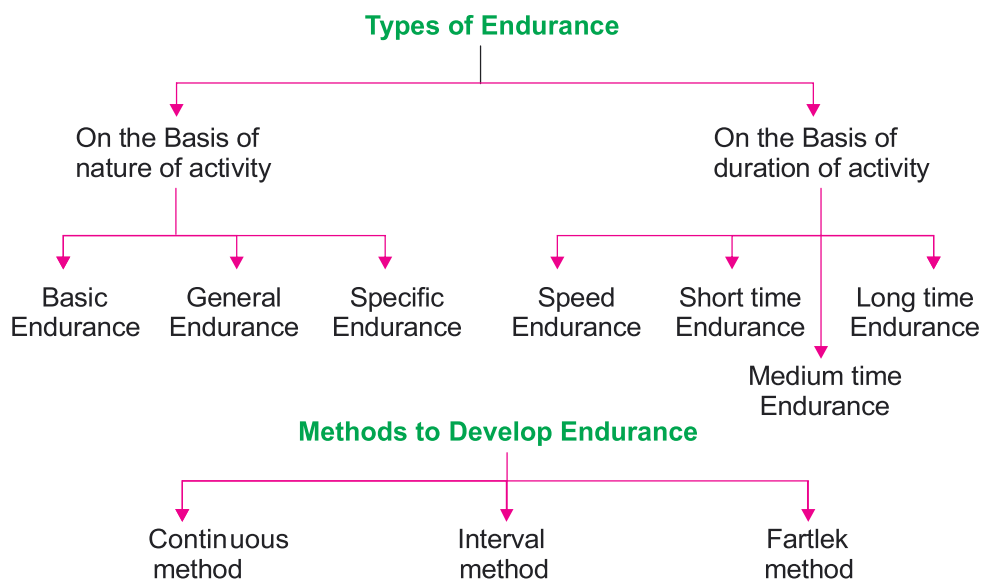 Types of Endurance
On the Basis of
nature of activity
On the Basis of
duration of activity
Basic
Endurance
General
Endurance
Specific
Endurance
Speed
Endurance
Short time
Endurance
Long time
Endurance
Medium time
Endurance
Methods to Develop Endurance
Continuous
method
Interval
method
Fartlek
method